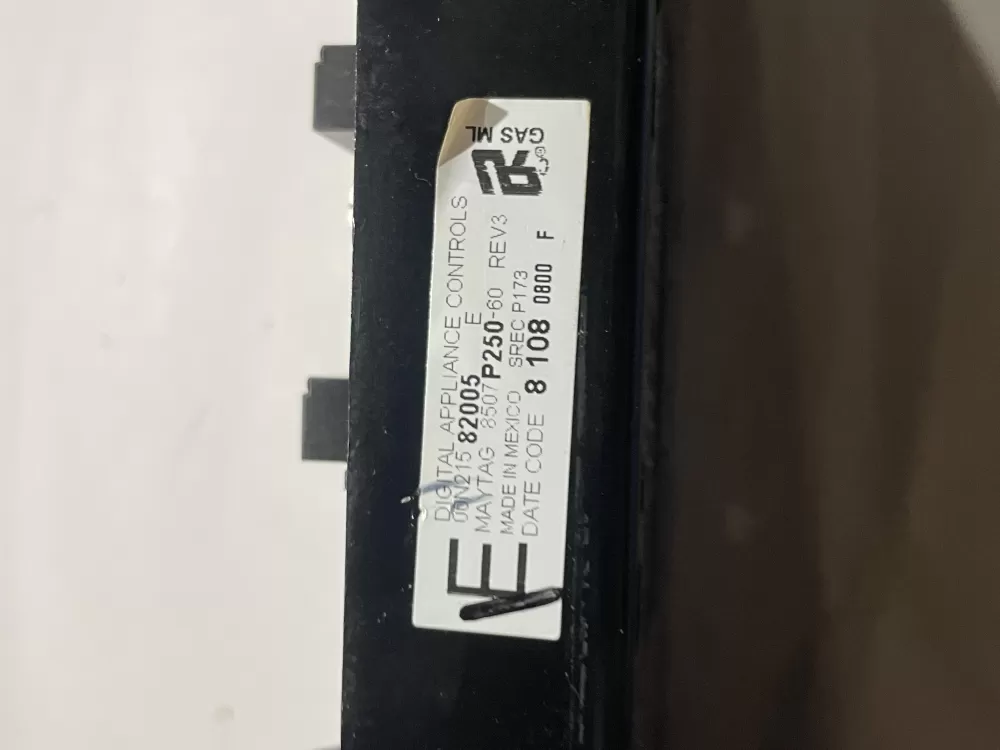 E
DIGITAL APPLIANCE CONTROLS
00N215 82005 E
MAYTAG 8507P250-60 REV3
MADE IN MEXICO SREC P173
DATE CODE 8 108 0800 F
GAS ML